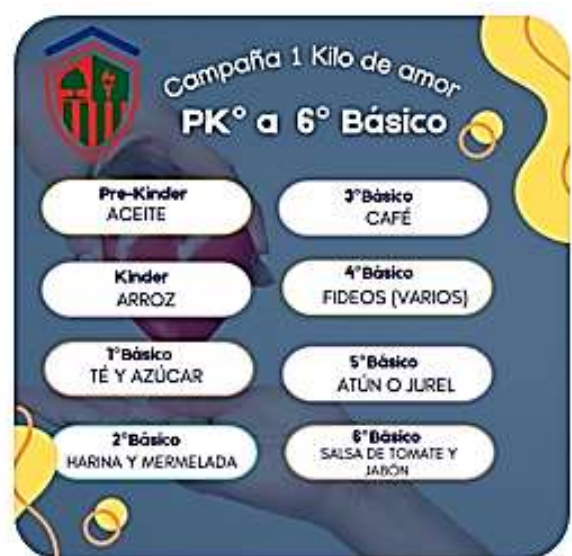 Campaña 1 Kilo de amor
PK° a 6° Básico
Pre-Kinder
ACEITE
Kinder
ARROZ
1°Básico
TÉ Y AZÚCAR
2°Básico
HARINA Y MERMELADA
3°Básico
CAFÉ
4°Básico
FIDEOS (VARIOS)
5°Básico
ATÚN O JUREL
6°Básico
SALSA DE TOMATE Y
JABÓN